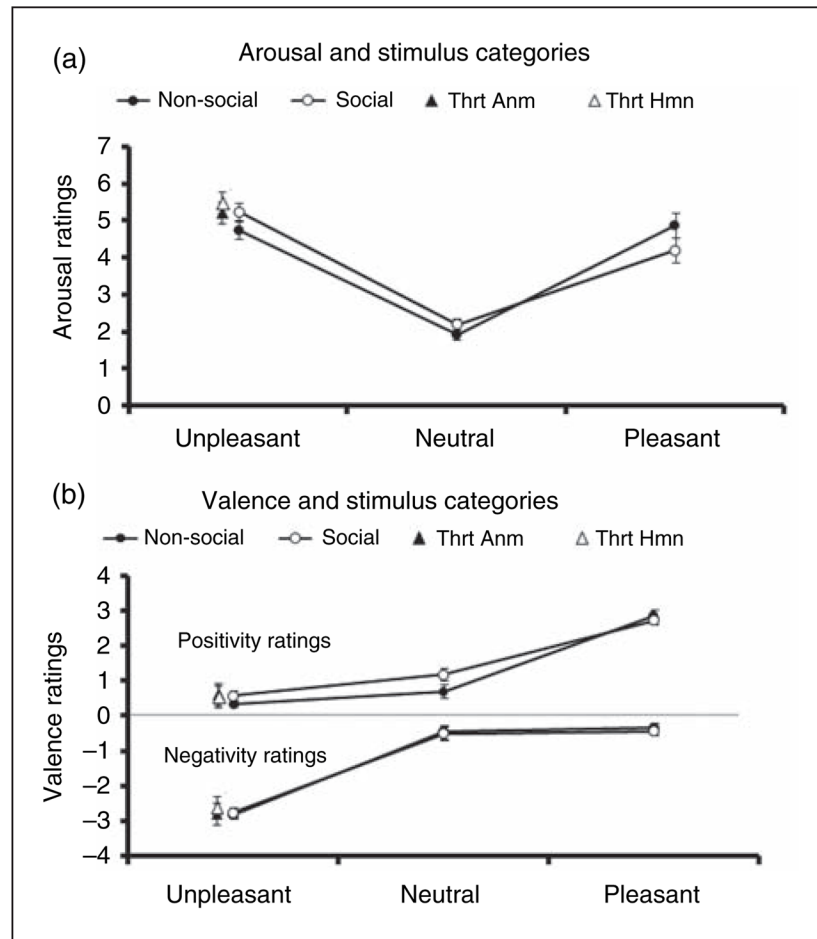 (a) Arousal and stimulus categories
Non-social Social Thrt Anm Thrt Hmn
7
6
5
4
3
2
1
0
Arousal ratings
Unpleasant Neutral Pleasant
(b) Valence and stimulus categories
Non-social Social Thrt Anm Thrt Hmn
4
3
2
1
0
–1
–2
–3
–4
Valence ratings
Positivity ratings
Negativity ratings
Unpleasant Neutral Pleasant